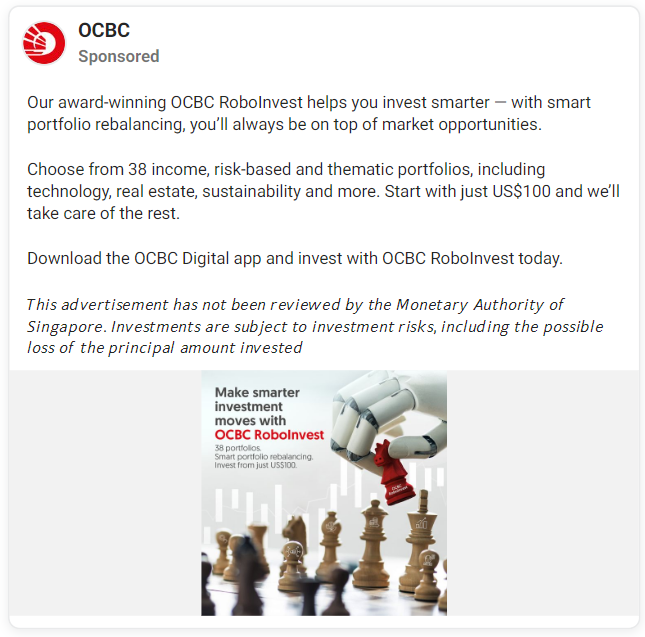 OCBC
Sponsored
Our award-winning OCBC RoboInvest helps you invest smarter — with smart
portfolio rebalancing, you’ll always be on top of market opportunities.
Choose from 38 income, risk-based and thematic portfolios, including
technology, real estate, sustainability and more. Start with just US$100 and we’ll
take care of the rest.
Download the OCBC Digital app and invest with OCBC RoboInvest today.
This advertisement has not been reviewed by the Monetary Authority of
Singapore. Investments are subject to investment risks, including the possible
loss of the principal amount invested
Make smarter
investment
moves with
OCBC RoboInvest
38 portfolios.
Smart portfolio rebalancing.
Invest from just US$100.
OCBC
RoboInvest